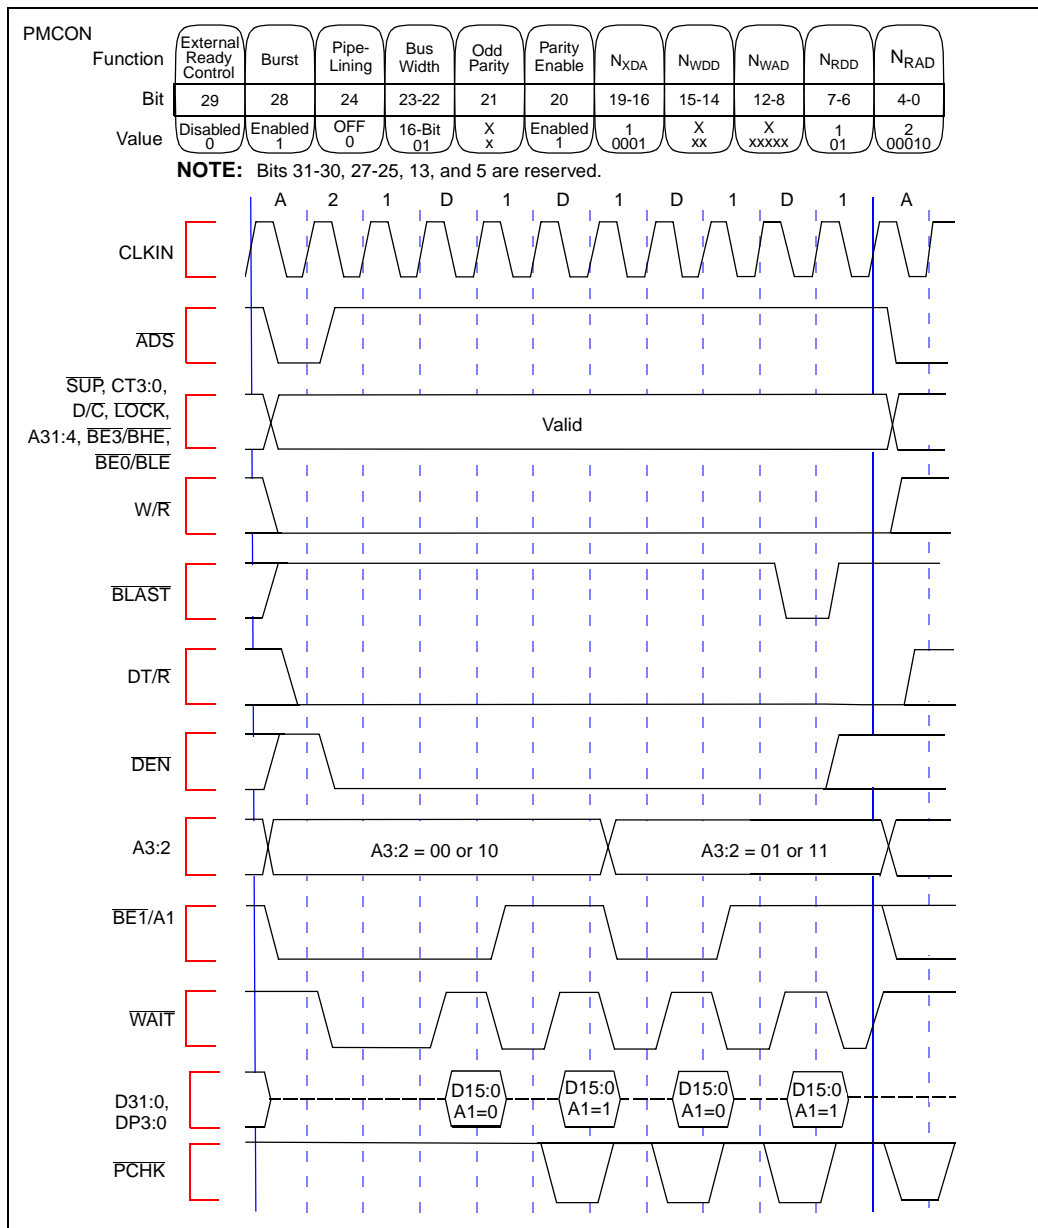 PMCON
Function
External Ready Control
Burst
Pipe-Lining
Bus Width
Odd Parity
Parity Enable
NXDA
NWDD
NWAD
NRDD
NRAD
Bit
29
28
24
23-22
21
20
19-16
15-14
12-8
7-6
4-0
Value
Disabled 0
Enabled 1
OFF 0
16-Bit 01
X x
Enabled 1
1 0001
X xx
X xxxxx
1 01
2 00010
NOTE: Bits 31-30, 27-25, 13, and 5 are reserved.
A 2 1 D 1 D 1 D 1 D 1 A
CLKIN
ADS
SUP, CT3:0,
D/C, LOCK,
A31:4, BE3/BHE,
BE0/BLE
Valid
W/R
BLAST
DT/R
DEN
A3:2
A3:2 = 00 or 10
A3:2 = 01 or 11
BE1/A1
WAIT
D31:0,
DP3:0
D15:0
A1=0
D15:0
A1=1
D15:0
A1=0
D15:0
A1=1
PCHK